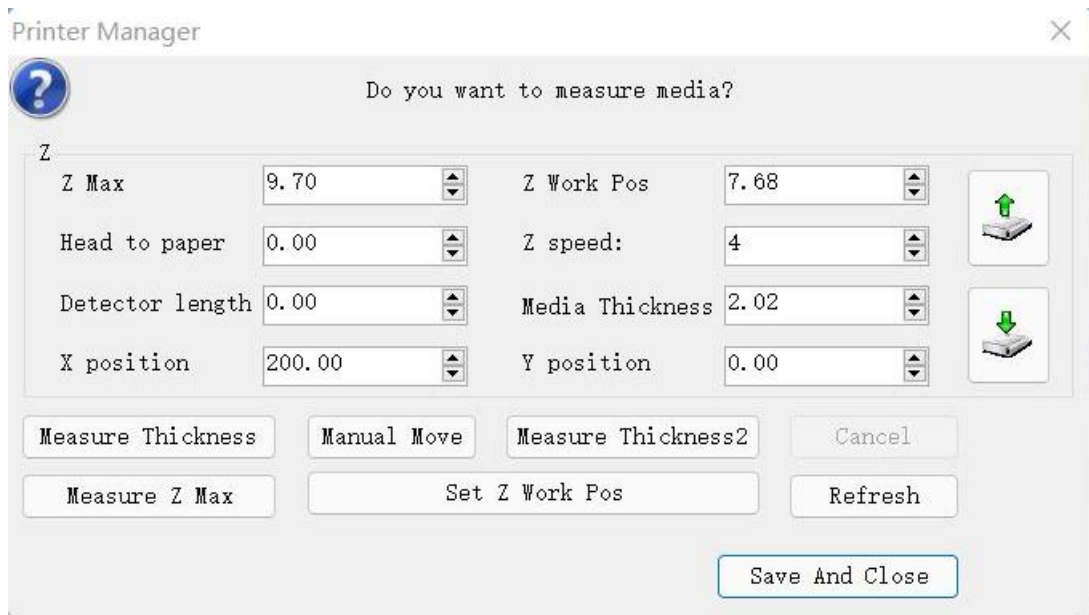 Printer Manager
Do you want to measure media?
Z
Z Max 9.70 Z Work Pos 7.68
Head to paper 0.00 Z speed: 4
Detector length 0.00 Media Thickness 2.02
X position 200.00 Y position 0.00
Measure Thickness Manual Move Measure Thickness2 Cancel
Measure Z Max Set Z Work Pos Refresh
Save And Close